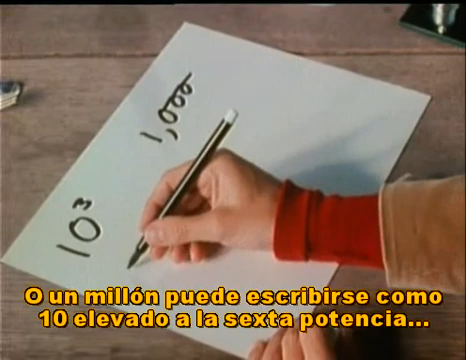 1,000
10³
O un millón puede escribirse como
10 elevado a la sexta potencia...